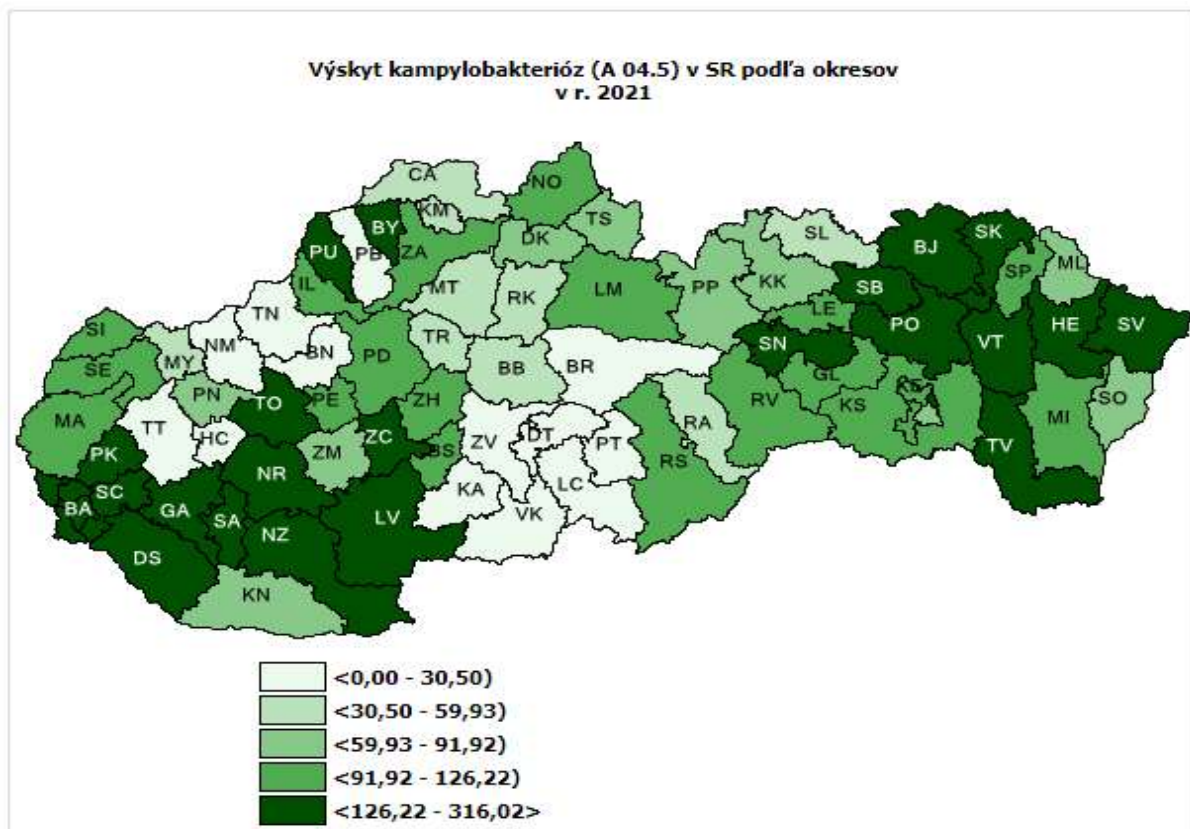 Výskyt kampylobakterióz (A 04.5) v SR podľa okresov
v r. 2021
CA
NO
KM
TS
BY
PU
PB
ZA
DK
SL
BJ
SK
SP
ML
IL
MT
RK
LM
PP
KK
SB
LE
PO
HE
SV
TN
SI
NM
BN
PD
TR
SN
VT
MY
SE
BB
BR
GL
KE
PN
TO
PE
ZH
RV
KS
MI
SO
MA
TT
HC
ZM
ZC
BS
ZV
DT
PT
RA
RS
TV
PK
NR
KA
LC
BA
SC
GA
SA
NZ
LV
VK
DS
KN
<0,00 - 30,50)
<30,50 - 59,93)
<59,93 - 91,92)
<91,92 - 126,22)
<126,22 - 316,02>